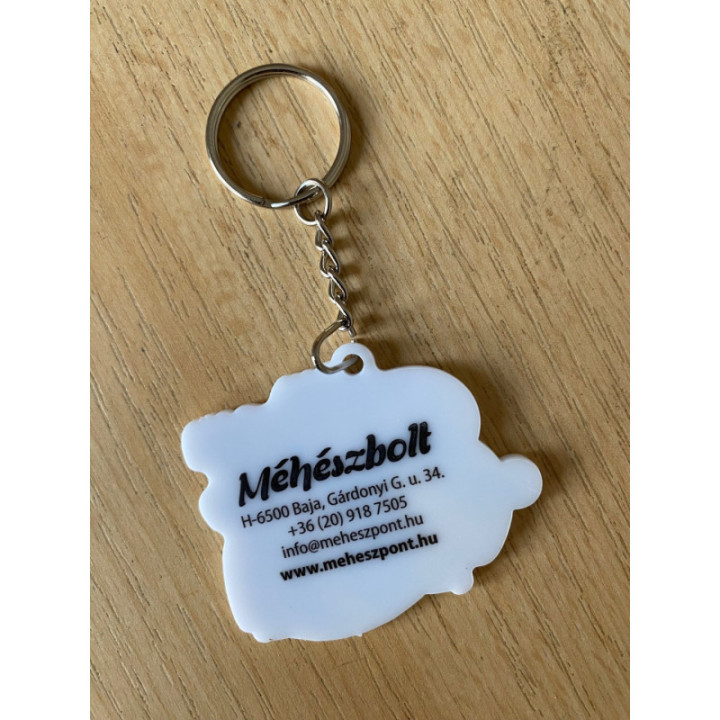 Méhészbolt
H-6500 Baja, Gárdonyi G. u. 34.
+36 (20) 918 7505
info@meheszpont.hu
www.meheszpont.hu